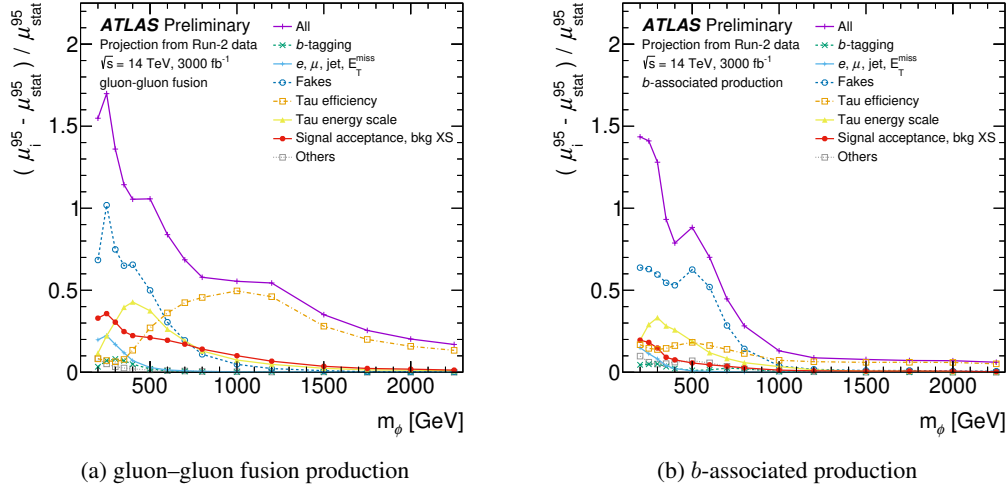 ATLAS Preliminary
Projection from Run-2 data
√s = 14 TeV, 3000 fb⁻¹
gluon-gluon fusion
All
b-tagging
e, μ, jet, E_T^miss
Fakes
Tau efficiency
Tau energy scale
Signal acceptance, bkg XS
Others
( μ_i^95 - μ_stat^95 ) / μ_stat^95
2
1.5
1
0.5
0
500 1000 1500 2000
m_ϕ [GeV]
(a) gluon–gluon fusion production
ATLAS Preliminary
Projection from Run-2 data
√s = 14 TeV, 3000 fb⁻¹
b-associated production
All
b-tagging
e, μ, jet, E_T^miss
Fakes
Tau efficiency
Tau energy scale
Signal acceptance, bkg XS
Others
( μ_i^95 - μ_stat^95 ) / μ_stat^95
2
1.5
1
0.5
0
500 1000 1500 2000
m_ϕ [GeV]
(b) b-associated production